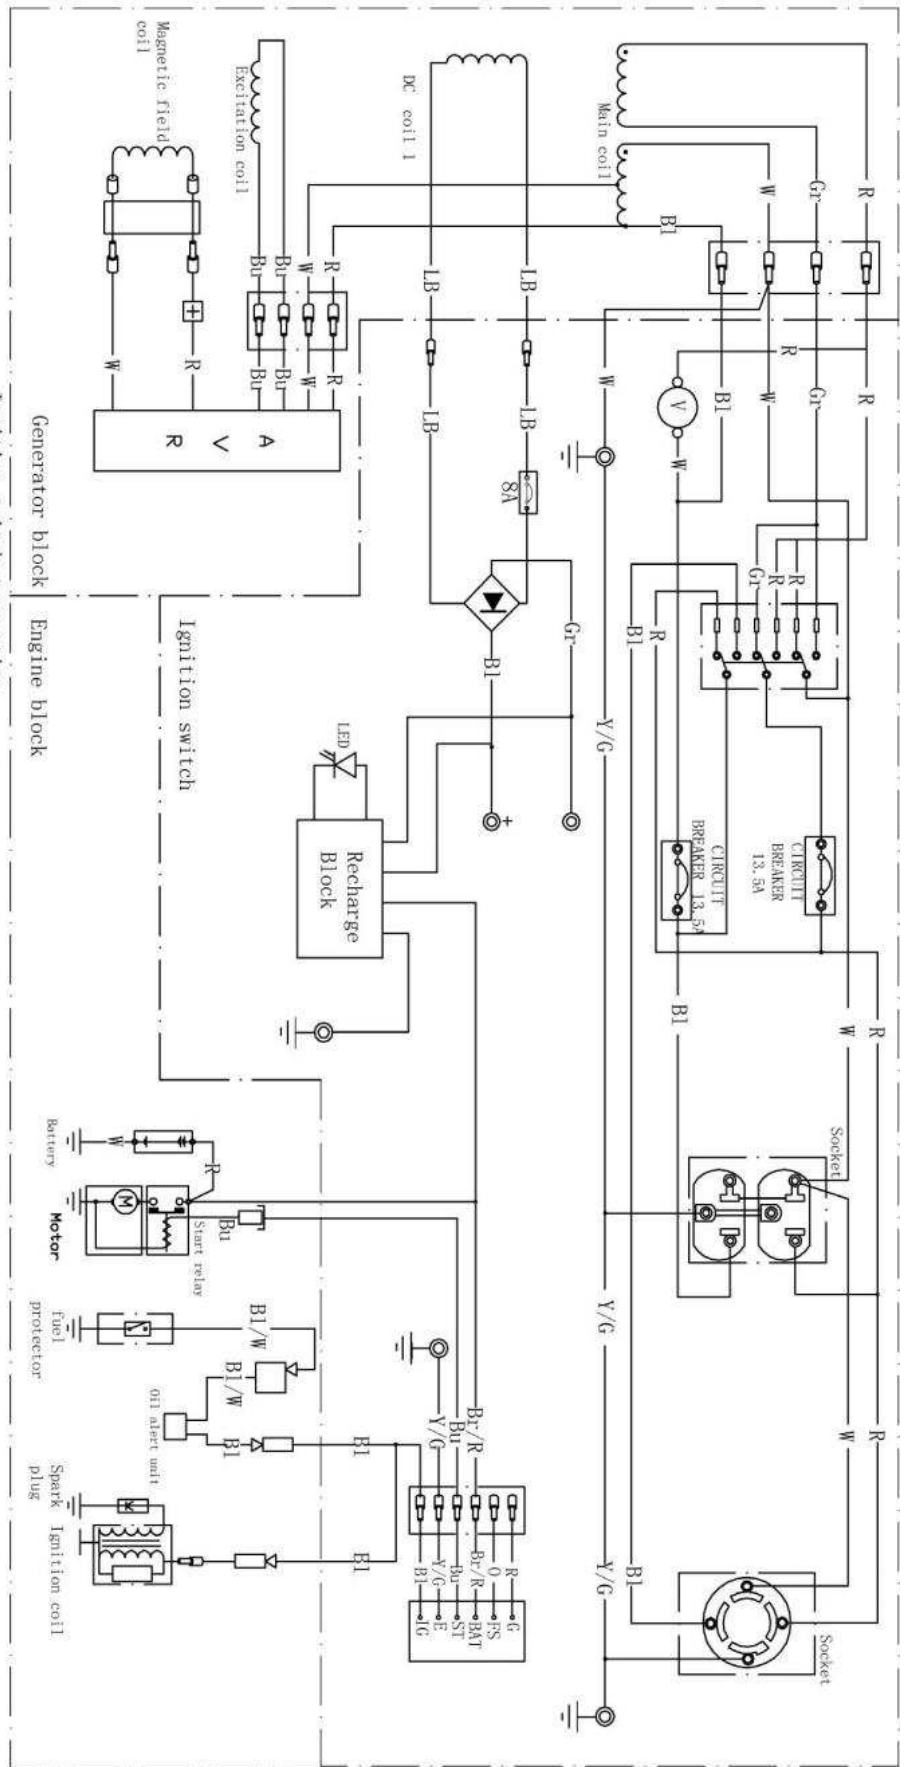 Magnetic field
coil
Excitation coil
DC coil 1
Main coil
R
Gr
W
Bl
Bu
Bu
W
R
LB
LB
W
R
Bu
Bu
W
R
LB
LB
W
V
R
Bl
W
Gr
R
W
A V R
8A
Generator block
Engine block
Ignition switch
Gr
R
R
Bl
R
Gr
Bl
Y/G
LED
+
Recharge
Block
CIRCUIT
BREAKER 13.5A
CIRCUIT
BREAKER
13.5A
Bl
W
R
Socket
Battery
W
R
M
Motor
Start relay
Bu
fuel
protector
Bl/W
Bl/W
Oil alert unit
Bl
Bl
Spark
plug
Ignition coil
Bl
Y/G
Bu
Br/R
Bl
Y/G
Bu
Br/R
O
R
IG
E
ST
BAT
FS
G
Y/G
W
R
Y/G
Bl
Socket